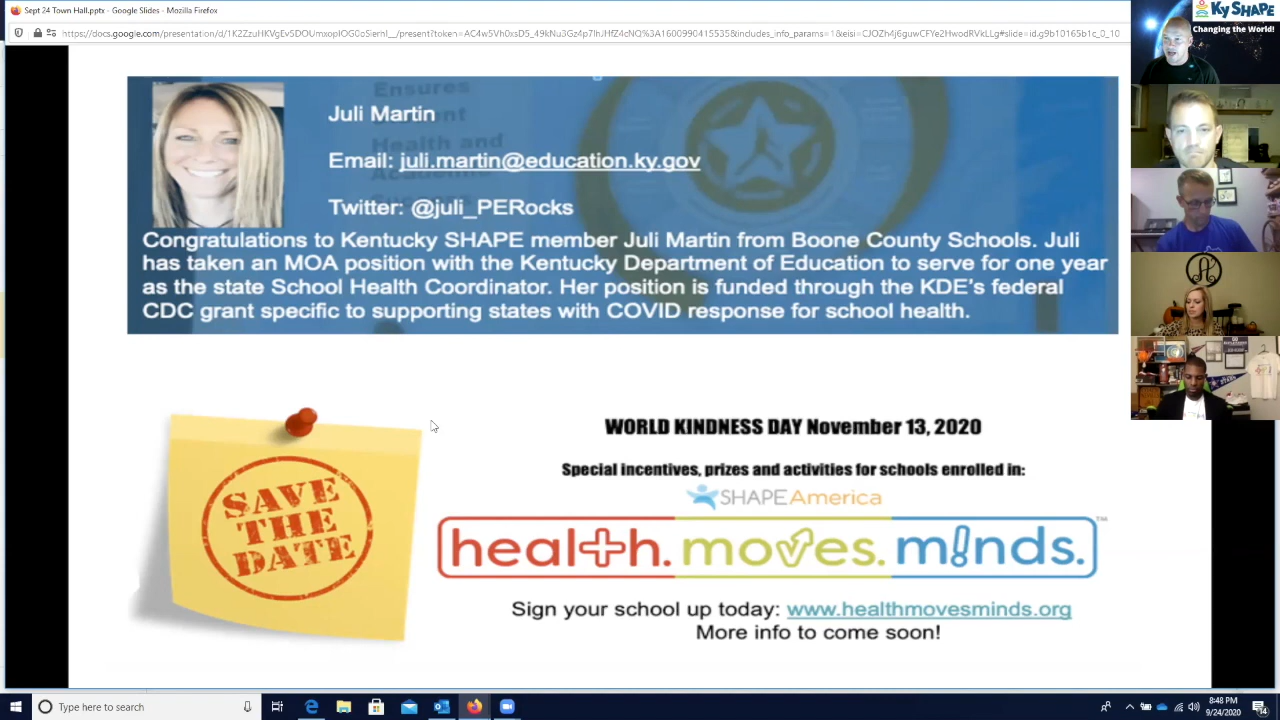 Sept 24 Town Hall.pptx - Google Slides - Mozilla Firefox
Ky SHAPE
Changing the World!
Ensures
Health and
Juli Martin
Email: juli.martin@education.ky.gov
Twitter: @juli_PERocks
Congratulations to Kentucky SHAPE member Juli Martin from Boone County Schools. Juli
has taken an MOA position with the Kentucky Department of Education to serve for one year
as the state School Health Coordinator. Her position is funded through the KDE's federal
CDC grant specific to supporting states with COVID response for school health.
SAVE
THE
DATE
WORLD KINDNESS DAY November 13, 2020
Special incentives, prizes and activities for schools enrolled in:
SHAPE America
health. moves. m!nds.™
Sign your school up today: www.healthmovesminds.org
More info to come soon!
Type here to search
8:48 PM
9/24/2020
14